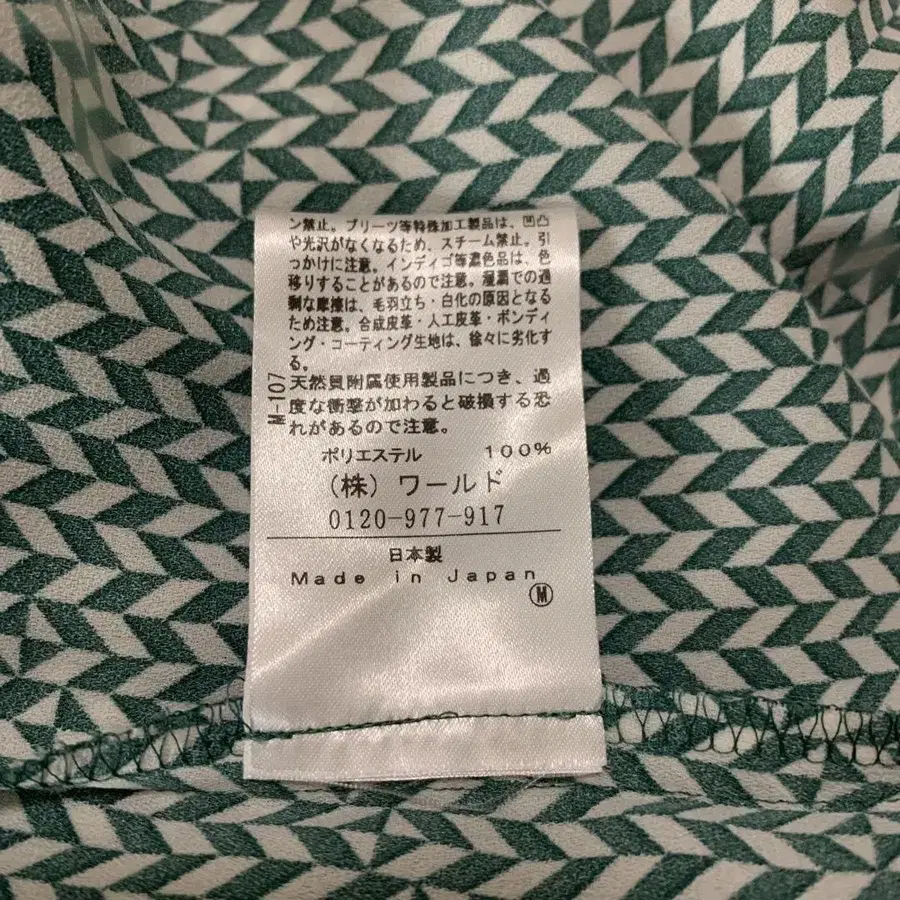 ン禁止。プリーツ等特殊加工製品は、凹凸
や光沢がなくなるため、スチーム禁止。引
っかけに注意。インディゴ等濃色品は、色
移りすることがあるので注意。湿潤での過
剰な摩擦は、毛羽立ち・白化の原因となる
ため注意。合成皮革・人工皮革・ボンディ
ング・コーティング生地は、徐々に劣化す
る。
天然貝附属使用製品につき、過
度な衝撃が加わると破損する恐
れがあるので注意。
M-107
ポリエステル 100%
(株)ワールド
0120-977-917
日本製
Made in Japan
M